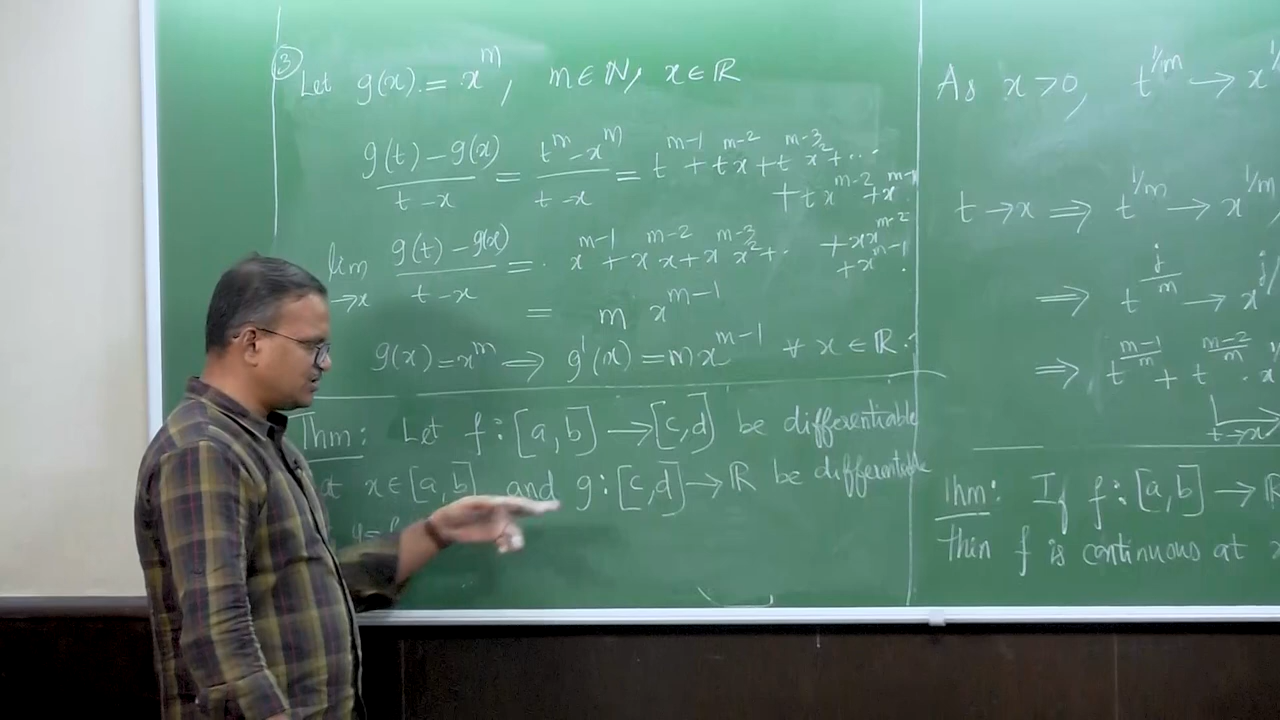 ③ Let g(x) = x^m, m ∈ ℕ, x ∈ ℝ
(g(t) − g(x))/(t − x) = (t^m − x^m)/(t − x) = t^{m−1} + t^{m−2}x + t^{m−3}x^2 + ...
+ t x^{m−2} + x^{m−1}
lim →x (g(t) − g(x))/(t − x) = x^{m−1} + x^{m−2}x + x^{m−3}x^2 + .. + x x^{m−2}
+ x^{m−1}.
= m x^{m−1}
g(x) = x^m ⟹ g'(x) = m x^{m−1} ∀ x ∈ ℝ.
Thm: Let f : [a, b] → [c, d] be differentiable
at x ∈ [a, b] and g : [c, d] → ℝ be differentiable
y =
As x > 0, t^{1/m} → x
t → x ⟹ t^{1/m} → x^{1/m},
⟹ t^{j/m} → x^{j/
⟹ t^{(m−1)/m} + t^{(m−2)/m} . x
t → x
Thm: If f : [a, b] → ℝ
Then f is continuous at